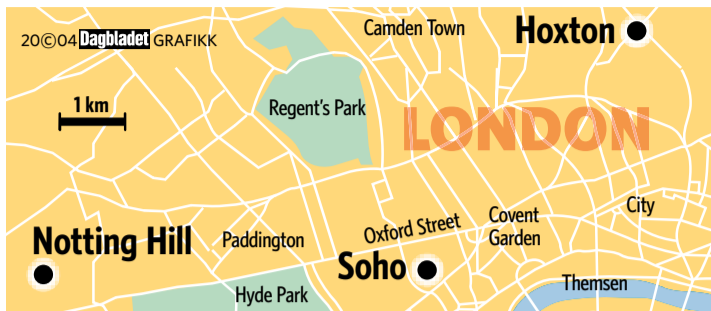 Camden Town
Hoxton
20©04 Dagbladet GRAFIKK
1 km
Regent's Park
LONDON
City
Oxford Street
Covent
Garden
Notting Hill
Paddington
Soho
Themsen
Hyde Park